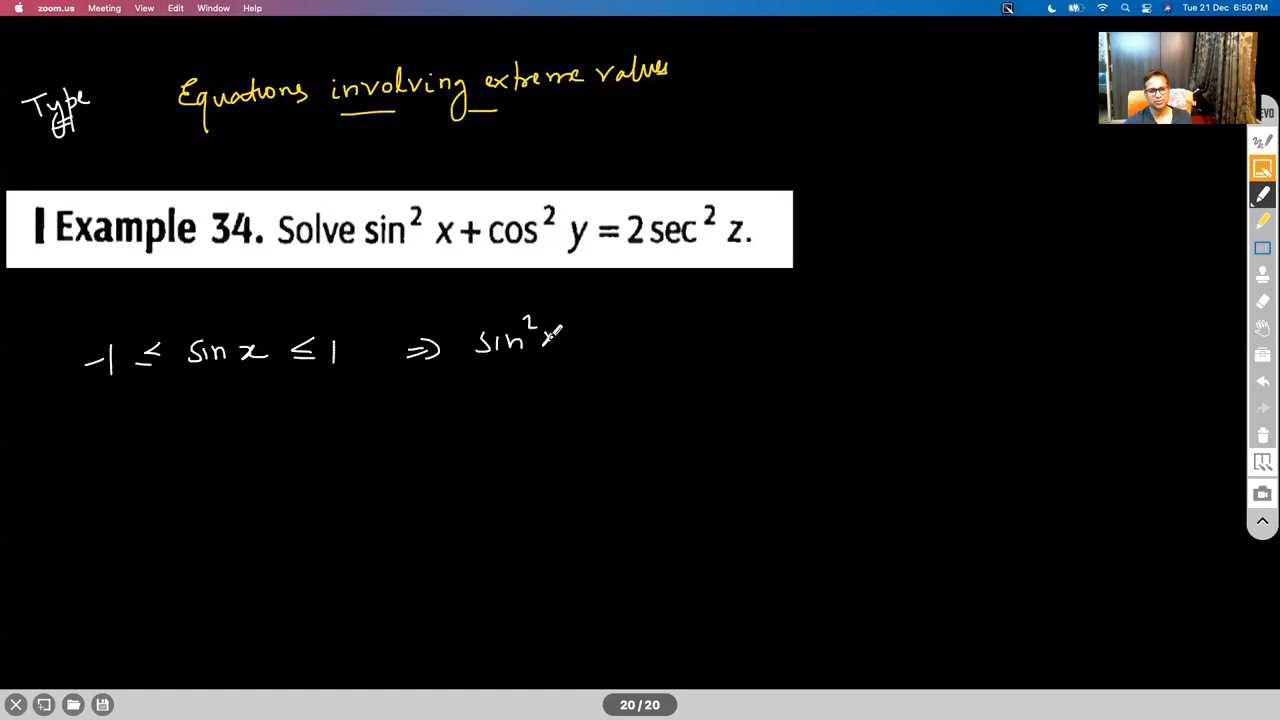 zoom.us Meeting View Edit Window Help Tue 21 Dec 6:50 PM
Equations involving extreme values
Type
EVO
Example 34. Solve sin² x + cos² y = 2 sec² z.
-1 ≤ sin x ≤ 1 ⇒ sin² x
20 / 20